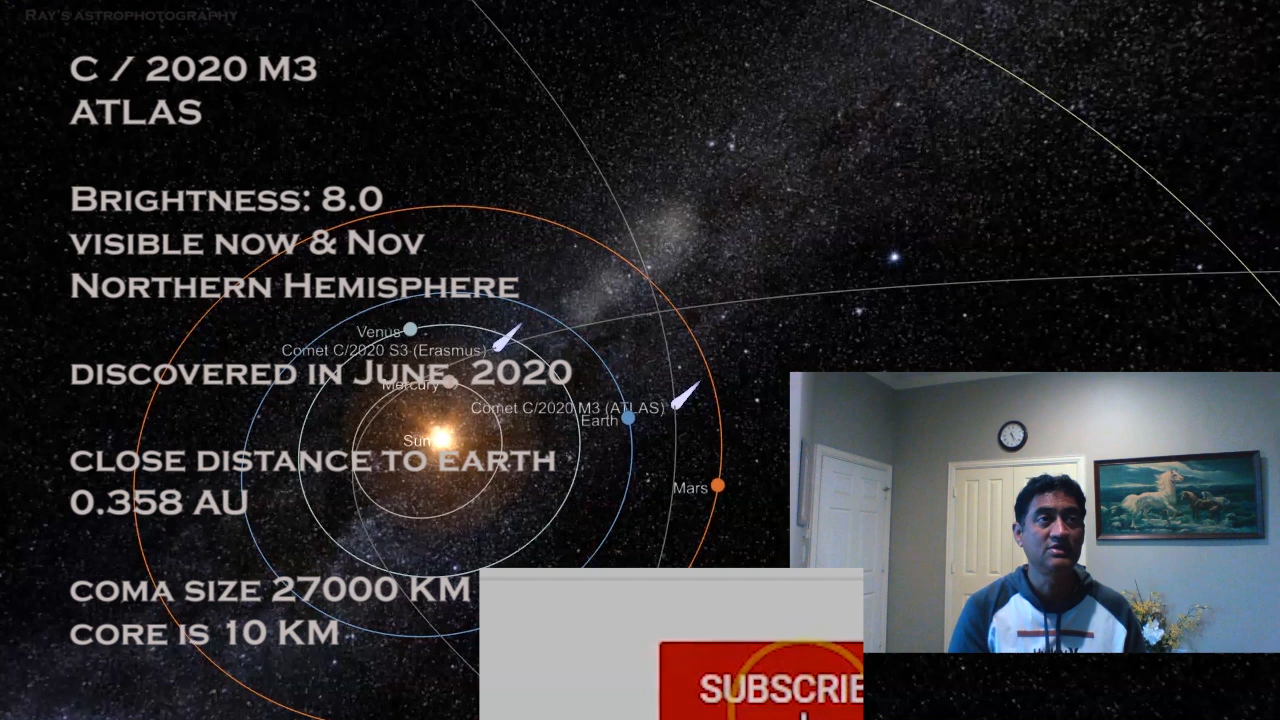 Ray's astrophotography
C / 2020 M3
ATLAS
Brightness: 8.0
visible now & Nov
Northern Hemisphere
Venus
Comet C/2020 S3 (Erasmus)
discovered in June, 2020
Mercury
Comet C/2020 M3 (ATLAS)
Earth
Sun
close distance to earth
0.358 AU
Mars
coma size 27000 km
core is 10 km
SUBSCRIBE